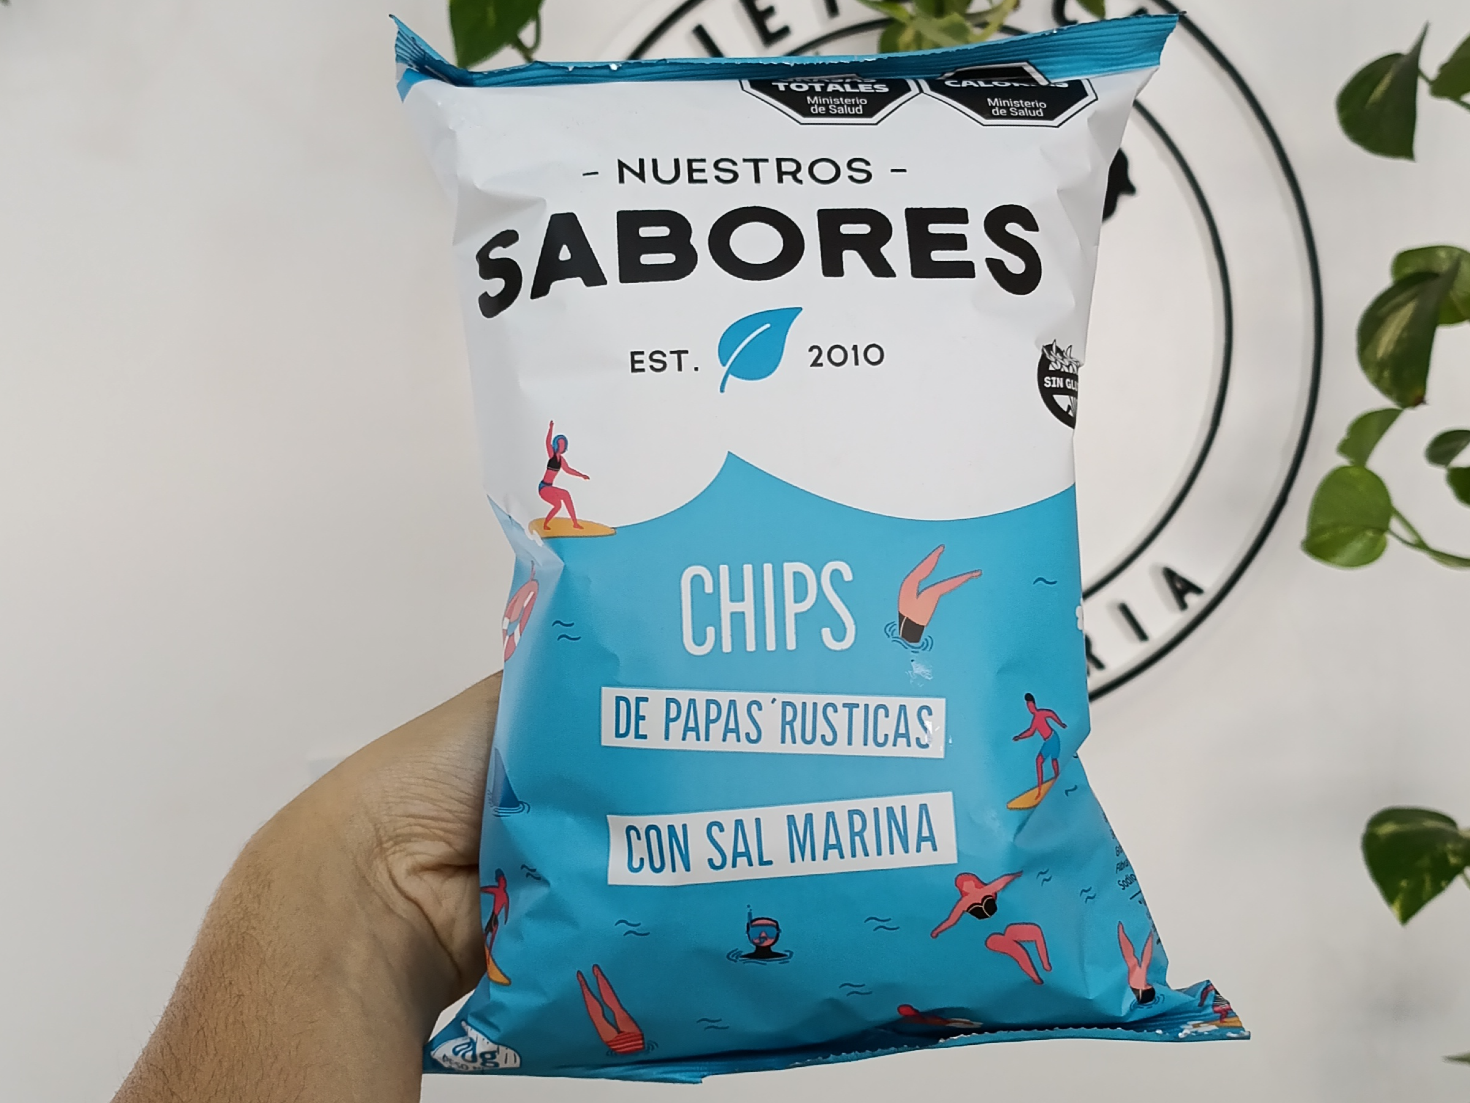 TOTALES
Ministerio
de Salud
Ministerio
de Salud
- NUESTROS -
SABORES
EST. 2010
SIN
CHIPS
DE PAPAS ́RUSTICAS
CON SAL MARINA